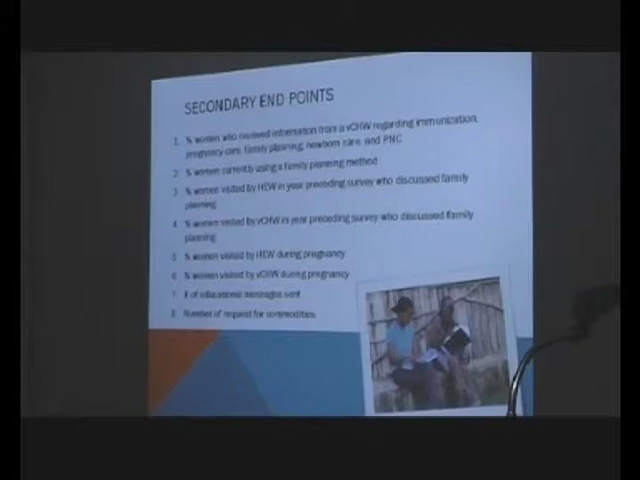 SECONDARY END POINTS
1. % women who received information from a vCHW regarding immunization,
pregnancy care, family planning, newborn care, and PNC
2. % women currently using a family planning method
3. % women visited by HEW in year preceding survey who discussed family
planning
4. % women visited by vCHW in year preceding survey who discussed family
planning
5. % women visited by HEW during pregnancy
6. % women visited by vCHW during pregnancy
7. # of educational messages sent
8. Number of request for commodities